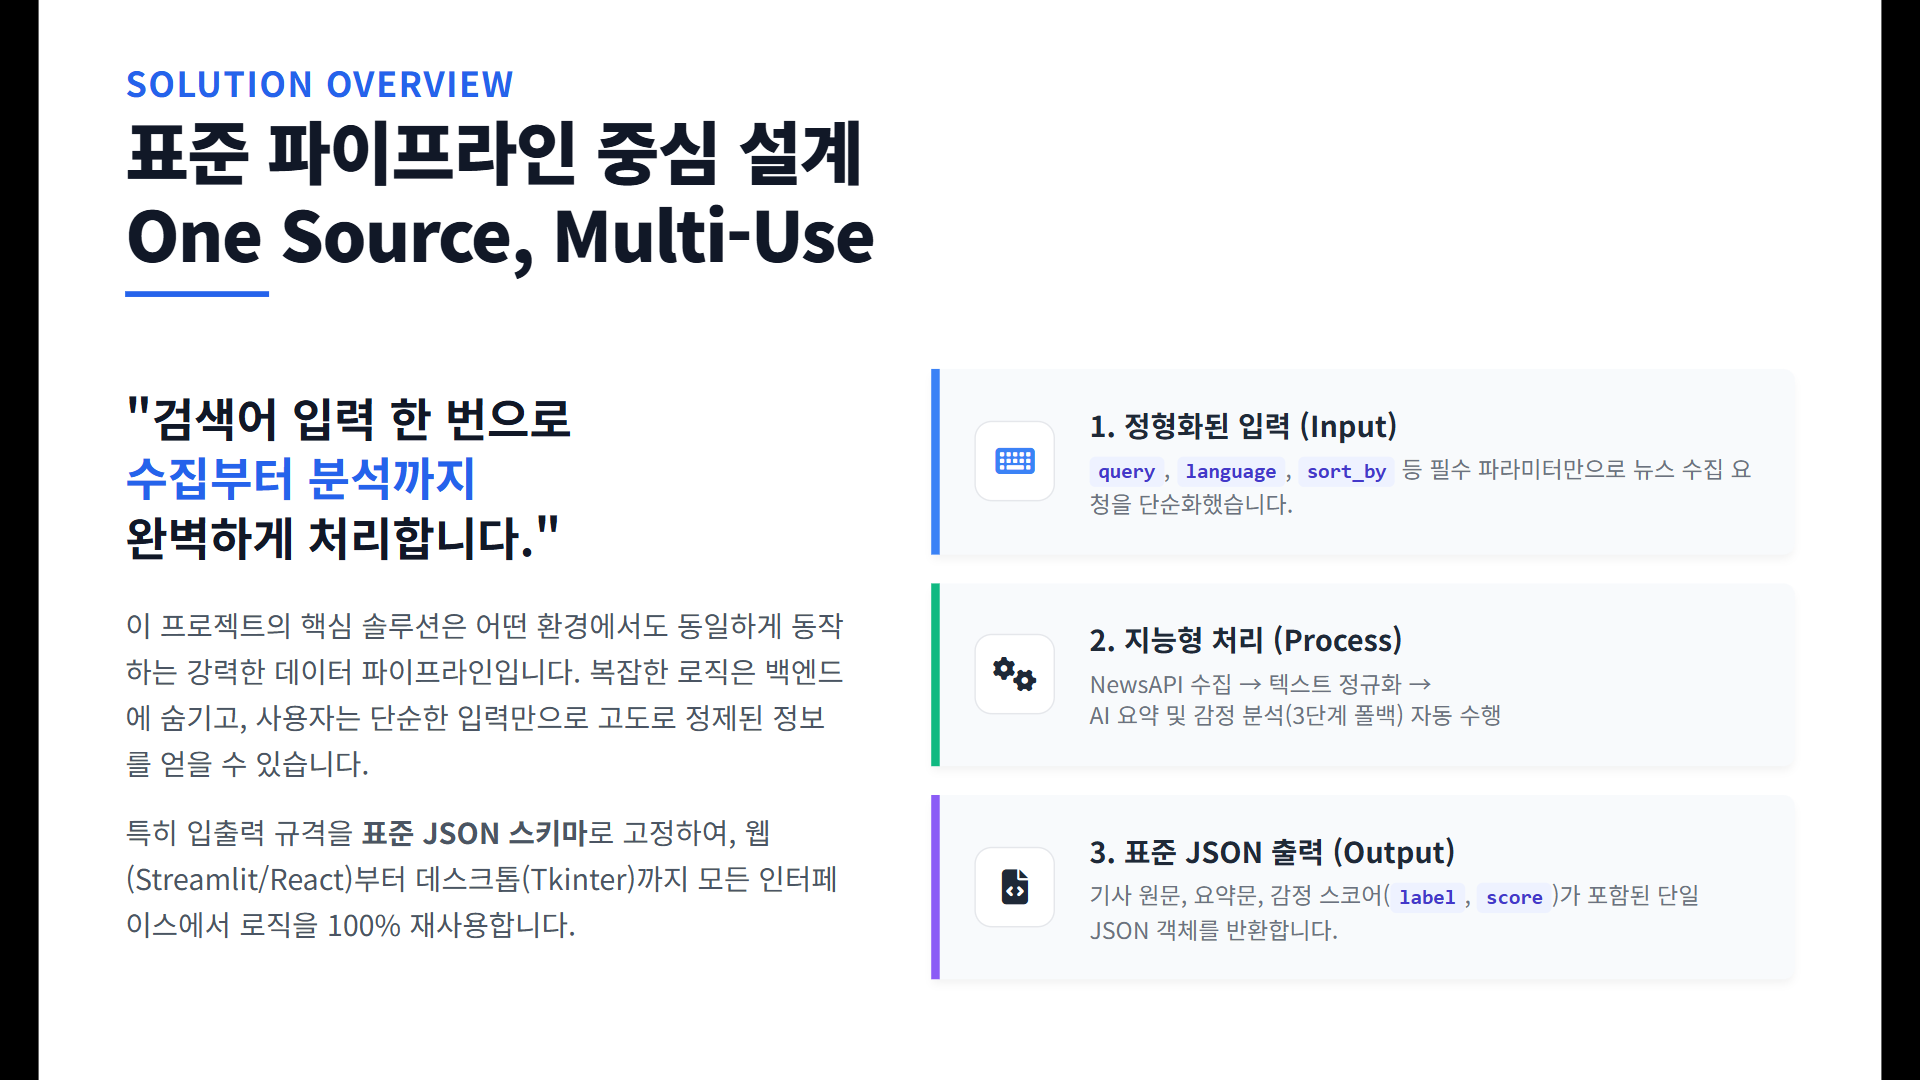 SOLUTION OVERVIEW
표준 파이프라인 중심 설계
One Source, Multi-Use
"검색어 입력 한 번으로
수집부터 분석까지
완벽하게 처리합니다."
이 프로젝트의 핵심 솔루션은 어떤 환경에서도 동일하게 동작
하는 강력한 데이터 파이프라인입니다. 복잡한 로직은 백엔드
에 숨기고, 사용자는 단순한 입력만으로 고도로 정제된 정보
를 얻을 수 있습니다.
특히 입출력 규격을 표준 JSON 스키마로 고정하여, 웹
(Streamlit/React)부터 데스크톱(Tkinter)까지 모든 인터페
이스에서 로직을 100% 재사용합니다.
1. 정형화된 입력 (Input)
query, language, sort_by 등 필수 파라미터만으로 뉴스 수집 요
청을 단순화했습니다.
2. 지능형 처리 (Process)
NewsAPI 수집 → 텍스트 정규화 →
AI 요약 및 감정 분석(3단계 폴백) 자동 수행
3. 표준 JSON 출력 (Output)
기사 원문, 요약문, 감정 스코어(label, score)가 포함된 단일
JSON 객체를 반환합니다.